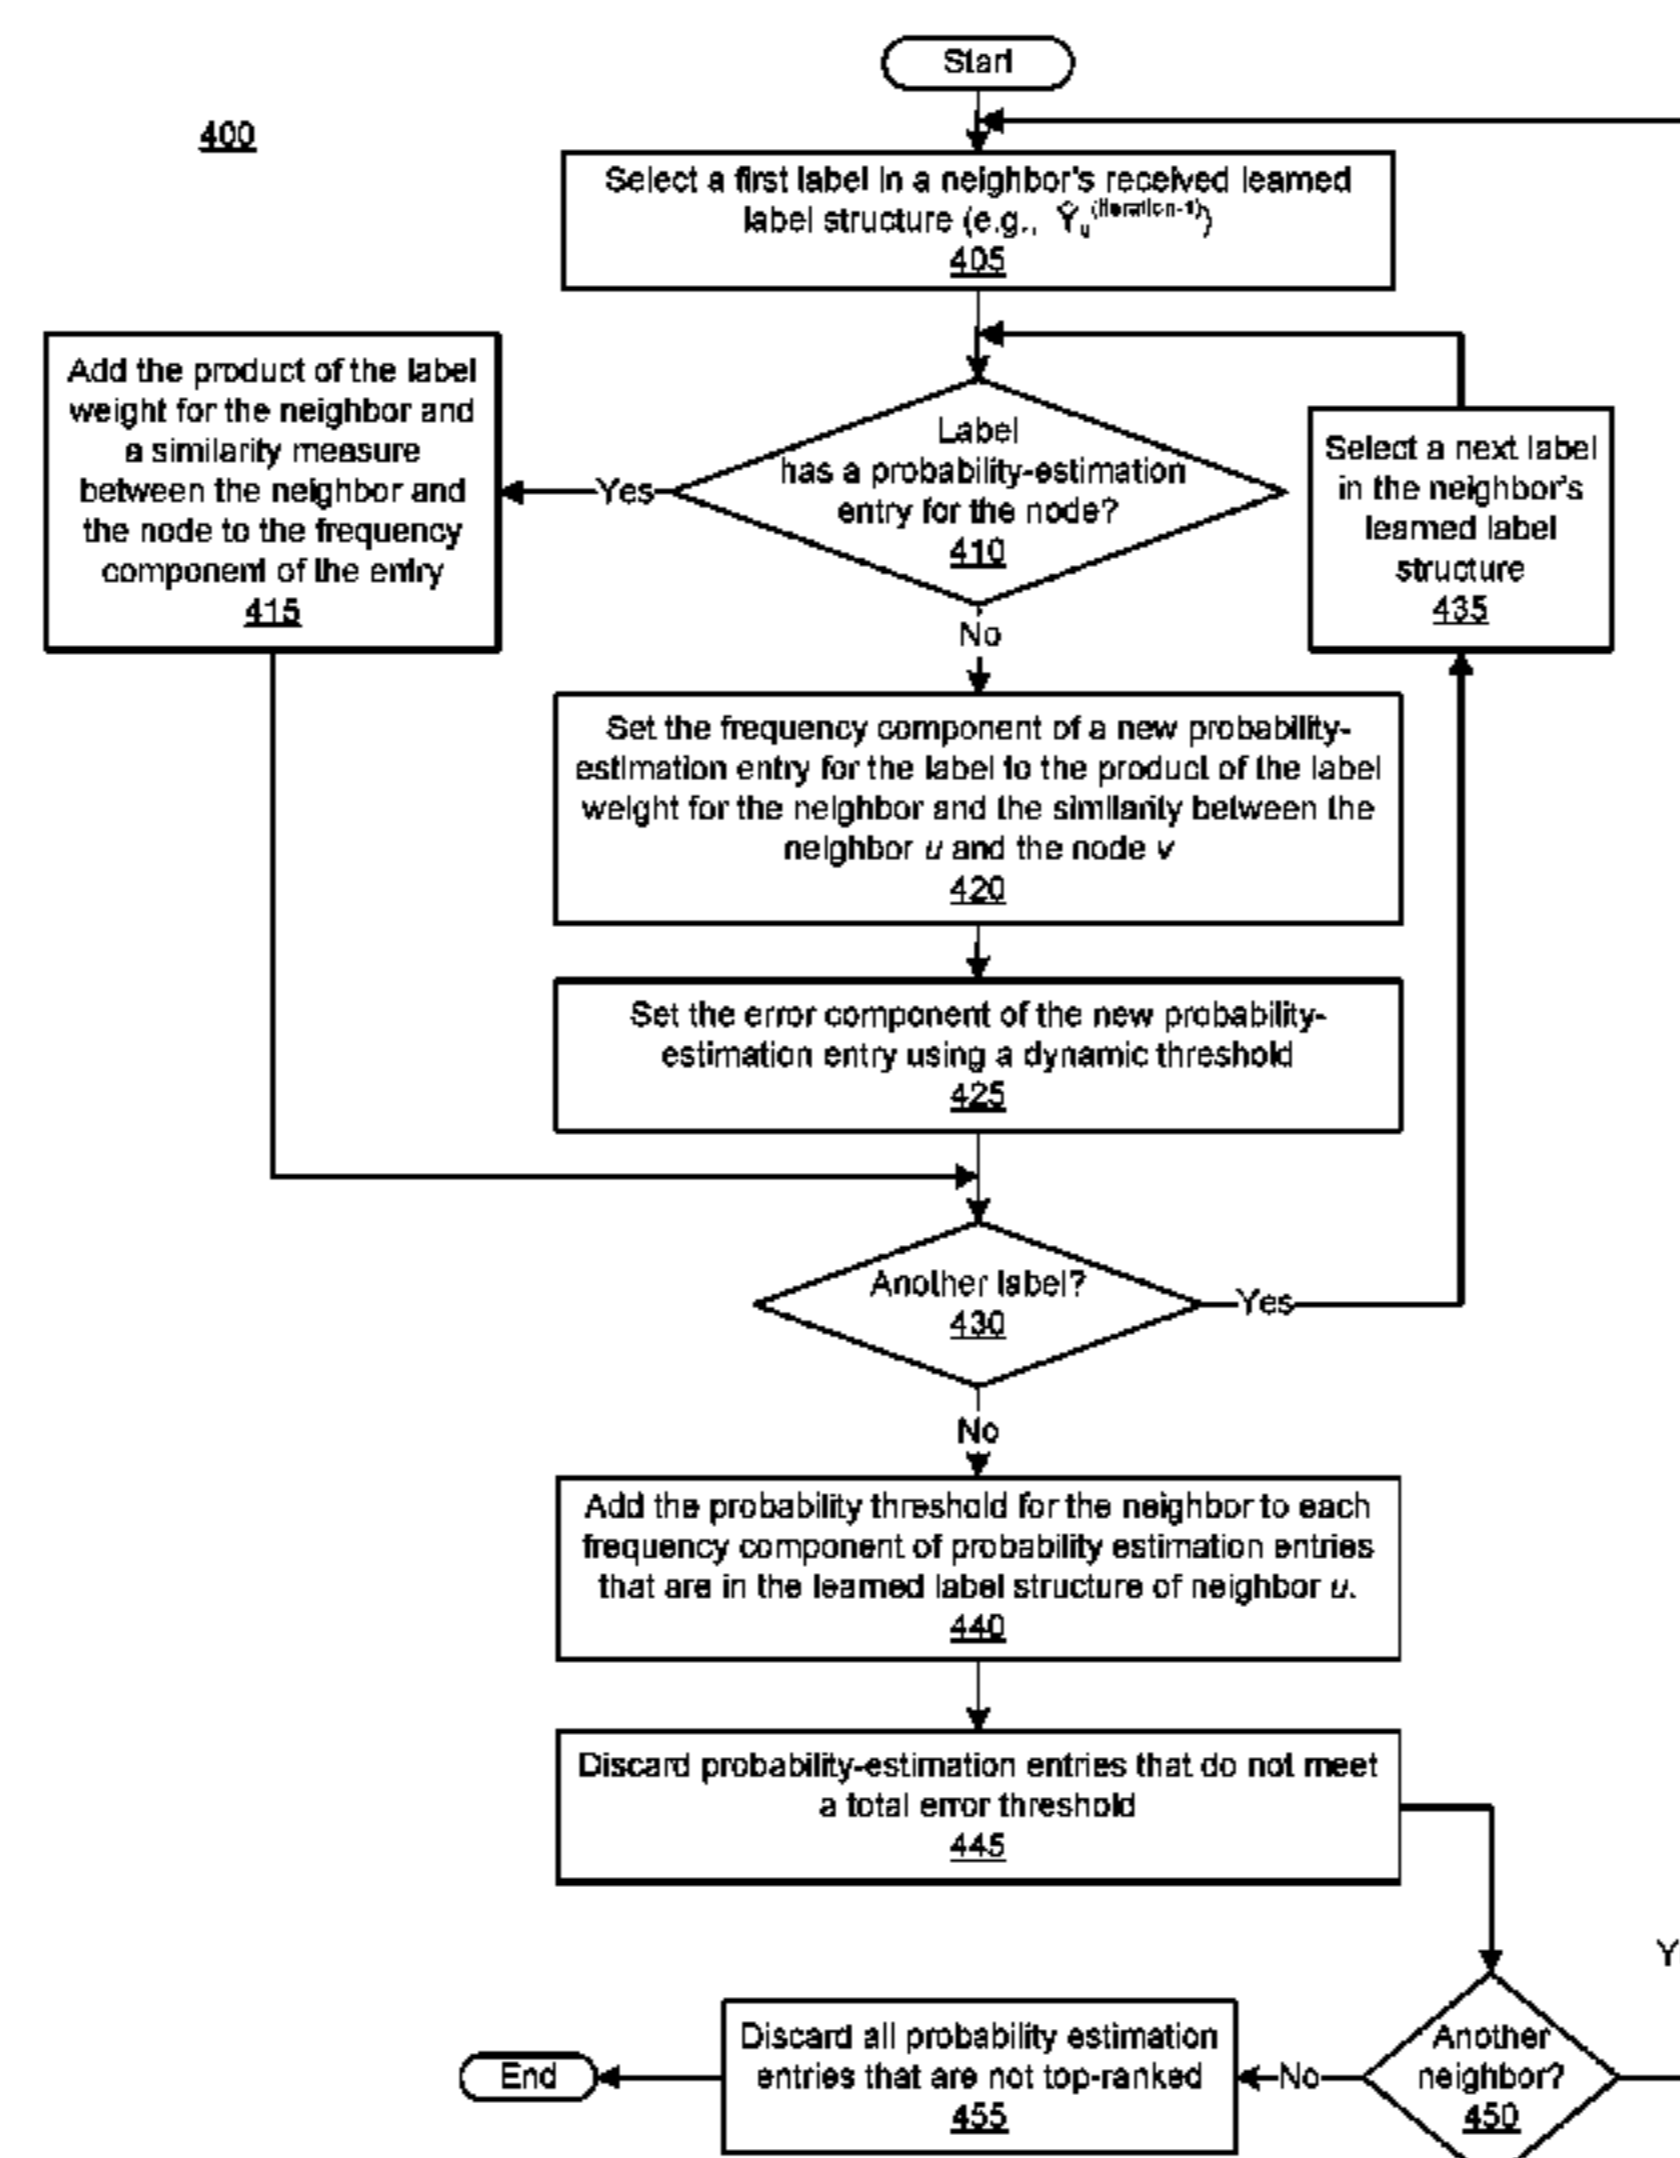 Start
400
Select a first label in a neighbor's received learned
label structure (e.g., Ŷu(iteration-1))
405
Add the product of the label
weight for the neighbor and
a similarity measure
between the neighbor and
the node to the frequency
component of the entry
415
Yes
Label
has a probability-estimation
entry for the node?
410
Select a next label
in the neighbor's
learned label
structure
435
No
Set the frequency component of a new probability-
estimation entry for the label to the product of the label
weight for the neighbor and the similarity between the
neighbor u and the node v
420
Set the error component of the new probability-
estimation entry using a dynamic threshold
425
Another label?
430
Yes
No
Add the probability threshold for the neighbor to each
frequency component of probability estimation entries
that are in the learned label structure of neighbor u.
440
Discard probability-estimation entries that do not meet
a total error threshold
445
Y
End
Discard all probability estimation
entries that are not top-ranked
455
No
Another
neighbor?
450